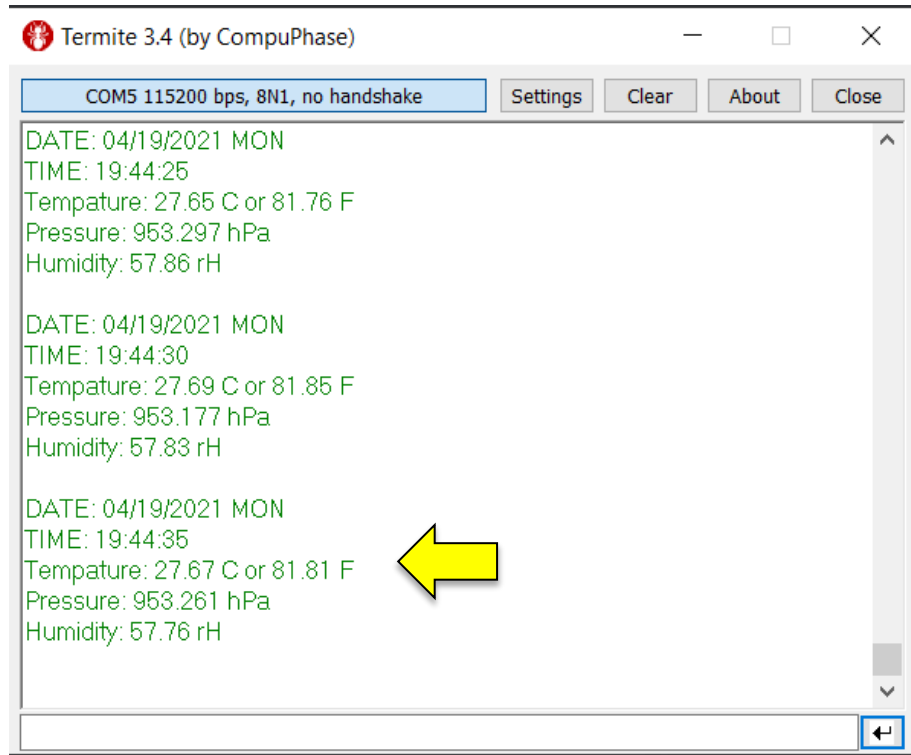 Termite 3.4 (by CompuPhase)
COM5 115200 bps, 8N1, no handshake Settings Clear About Close
DATE: 04/19/2021 MON
TIME: 19:44:25
Tempature: 27.65 C or 81.76 F
Pressure: 953.297 hPa
Humidity: 57.86 rH
DATE: 04/19/2021 MON
TIME: 19:44:30
Tempature: 27.69 C or 81.85 F
Pressure: 953.177 hPa
Humidity: 57.83 rH
DATE: 04/19/2021 MON
TIME: 19:44:35
Tempature: 27.67 C or 81.81 F
Pressure: 953.261 hPa
Humidity: 57.76 rH